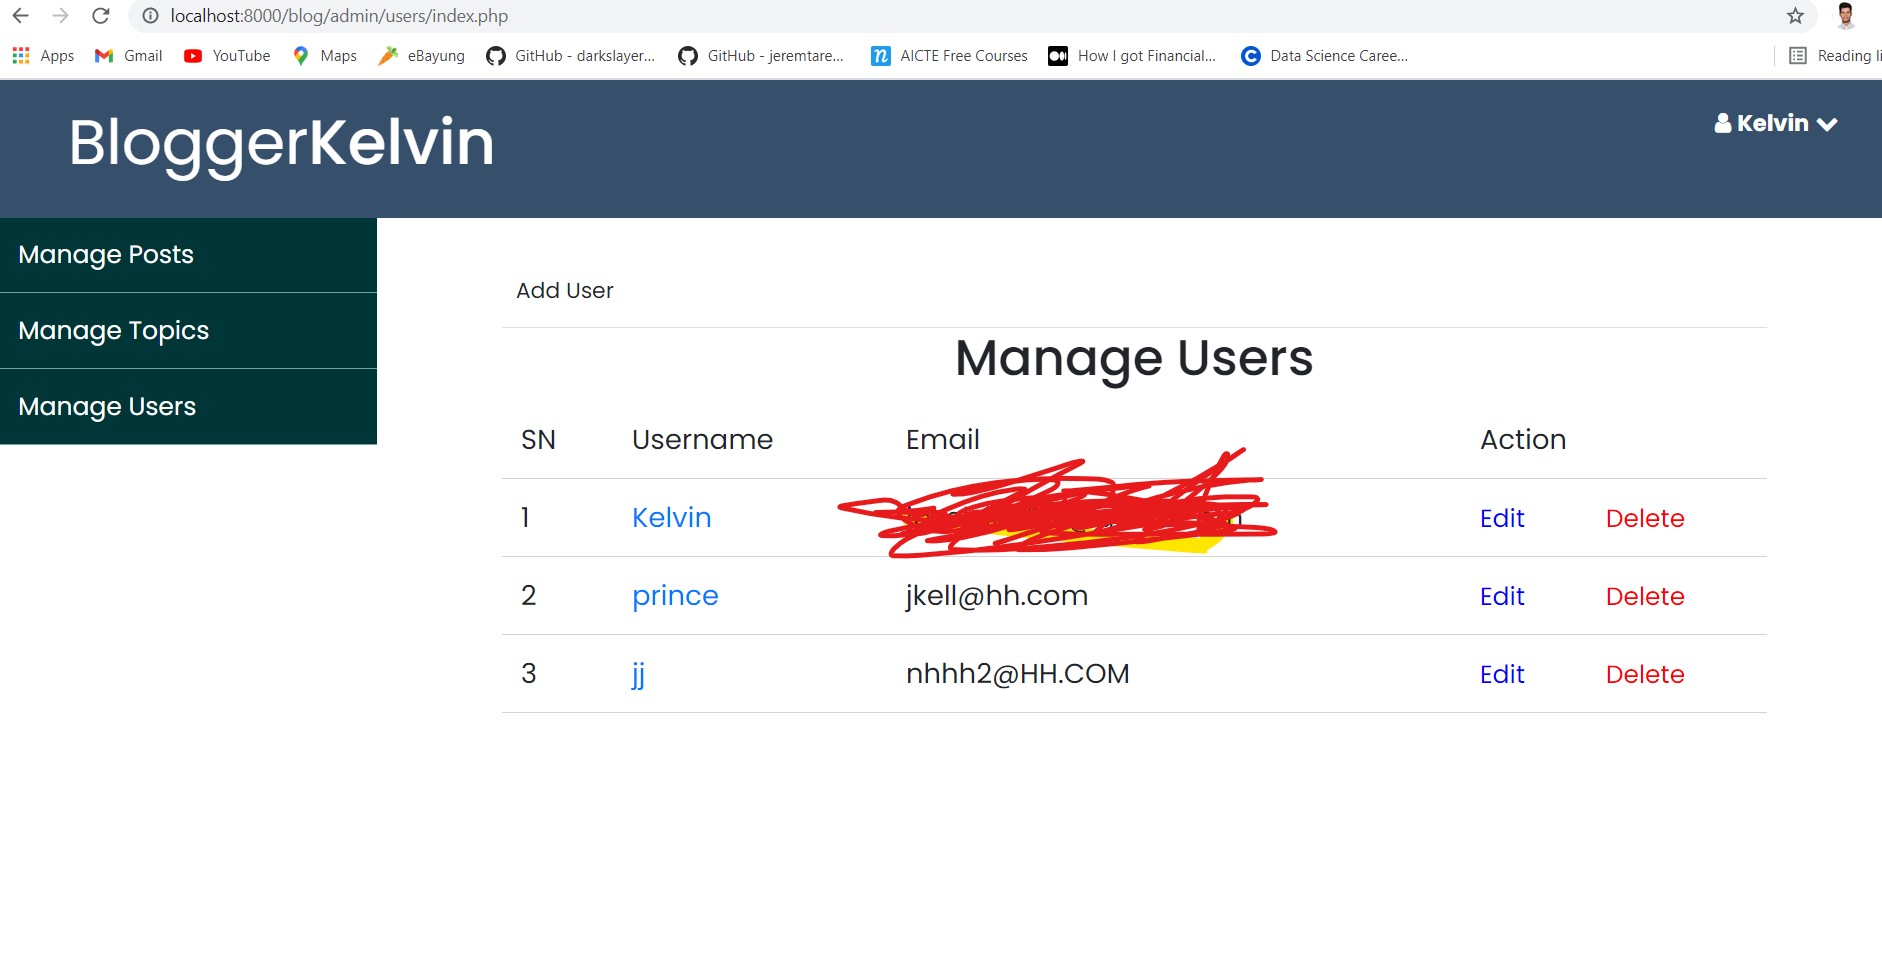 localhost:8000/blog/admin/users/index.php
Apps Gmail YouTube Maps eBayung GitHub - darkslayer... GitHub - jeremtare... AICTE Free Courses How I got Financial... Data Science Caree... Reading li
BloggerKelvin Kelvin
Manage Posts
Manage Topics
Manage Users
Add User
Manage Users
SN Username Email Action
1 Kelvin Edit Delete
2 prince jkell@hh.com Edit Delete
3 jj nhhh2@HH.COM Edit Delete